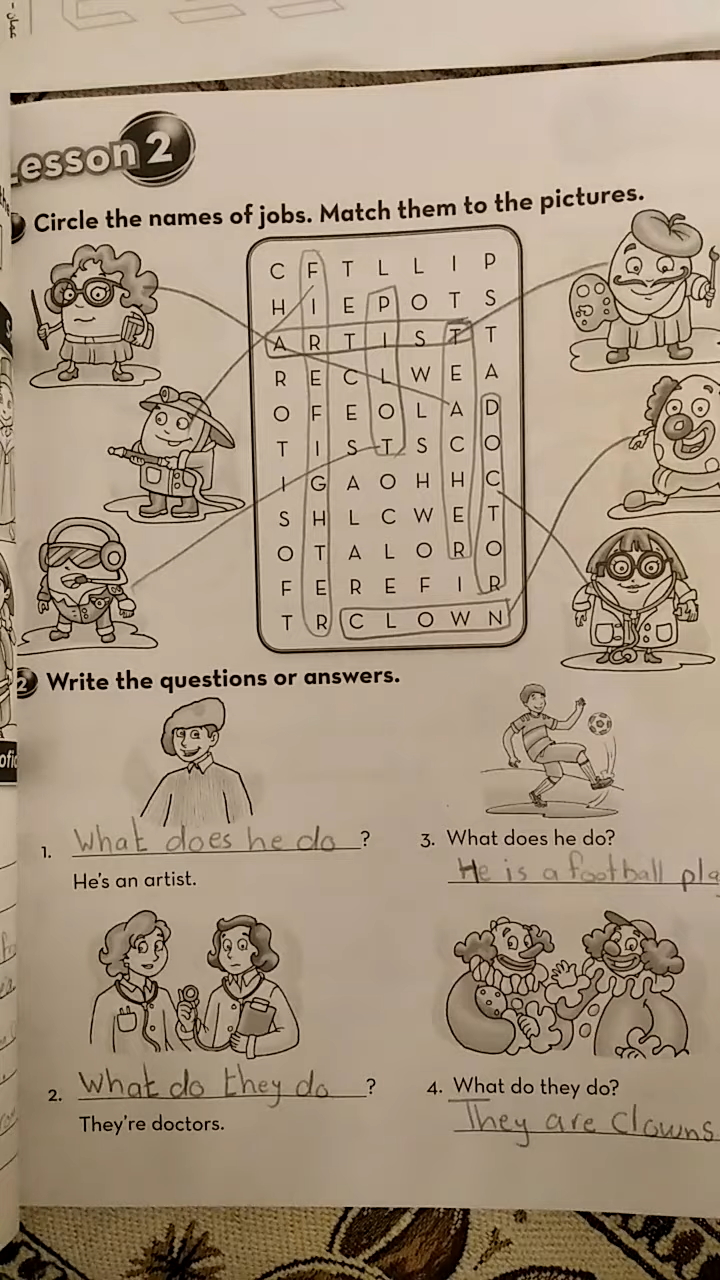 Lesson 2
Circle the names of jobs. Match them to the pictures.
C F T L L I P
H I E P O T S
A R T I S T T
R E C L W E A
O F E O L A D
T I S T S C O
I G A O H H C
S H L C W E T
O T A L O R O
F E R E F I R
T R C L O W N
2 Write the questions or answers.
1. What does he do ?
He's an artist.
2. What do they do ?
They're doctors.
3. What does he do?
He is a football pla
4. What do they do?
They are clowns